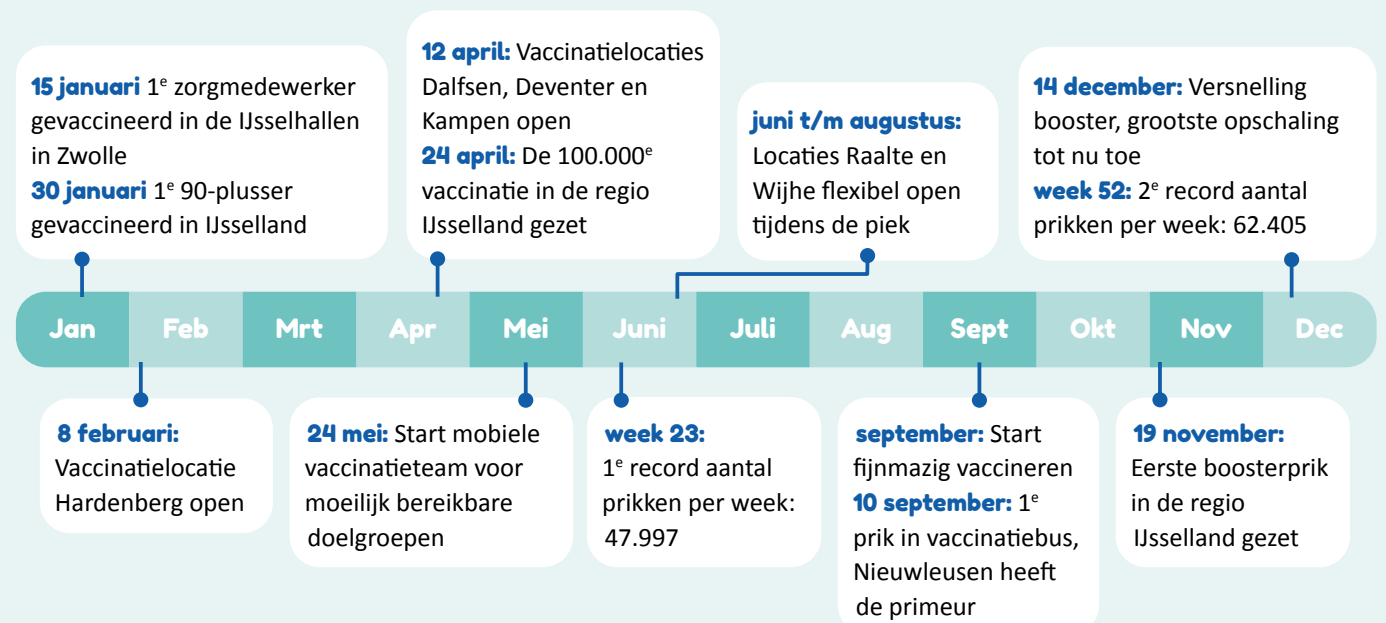 15 januari 1e zorgmedewerker
gevaccineerd in de IJsselhallen
in Zwolle
30 januari 1e 90-plusser
gevaccineerd in IJsselland
12 april: Vaccinatielocaties
Dalfsen, Deventer en
Kampen open
24 april: De 100.000e
vaccinatie in de regio
IJsselland gezet
juni t/m augustus:
Locaties Raalte en
Wijhe flexibel open
tijdens de piek
14 december: Versnelling
booster, grootste opschaling
tot nu toe
week 52: 2e record aantal
prikken per week: 62.405
Jan Feb Mrt Apr Mei Juni Juli Aug Sept Okt Nov Dec
8 februari:
Vaccinatielocatie
Hardenberg open
24 mei: Start mobiele
vaccinatieteam voor
moeilijk bereikbare
doelgroepen
week 23:
1e record aantal
prikken per week:
47.997
september: Start
fijnmazig vaccineren
10 september: 1e
prik in vaccinatiebus,
Nieuwleusen heeft
de primeur
19 november:
Eerste boosterprik
in de regio
IJsselland gezet